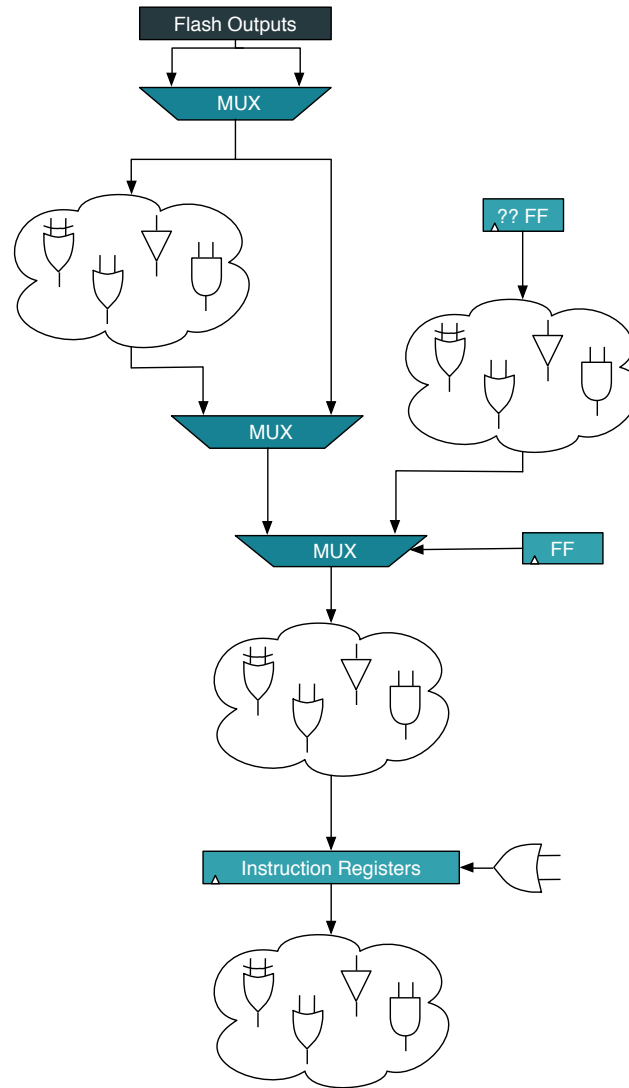 Flash Outputs
MUX
?? FF
MUX
MUX
FF
Instruction Registers